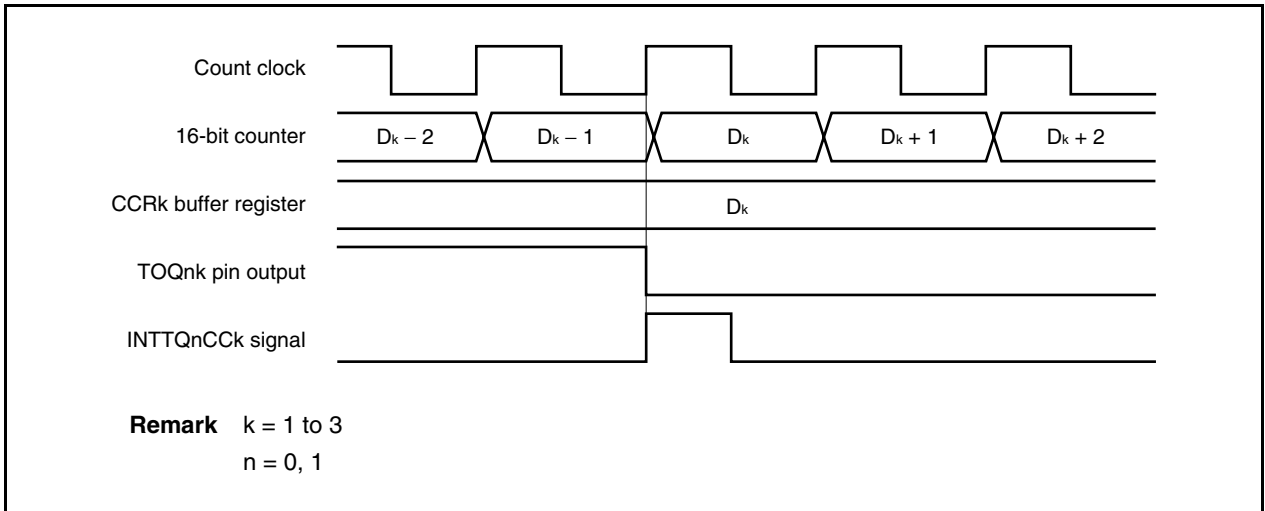 Count clock
16-bit counter
Dk − 2 Dk − 1 Dk Dk + 1 Dk + 2
CCRk buffer register
Dk
TOQnk pin output
INTTQnCCk signal
Remark k = 1 to 3
n = 0, 1